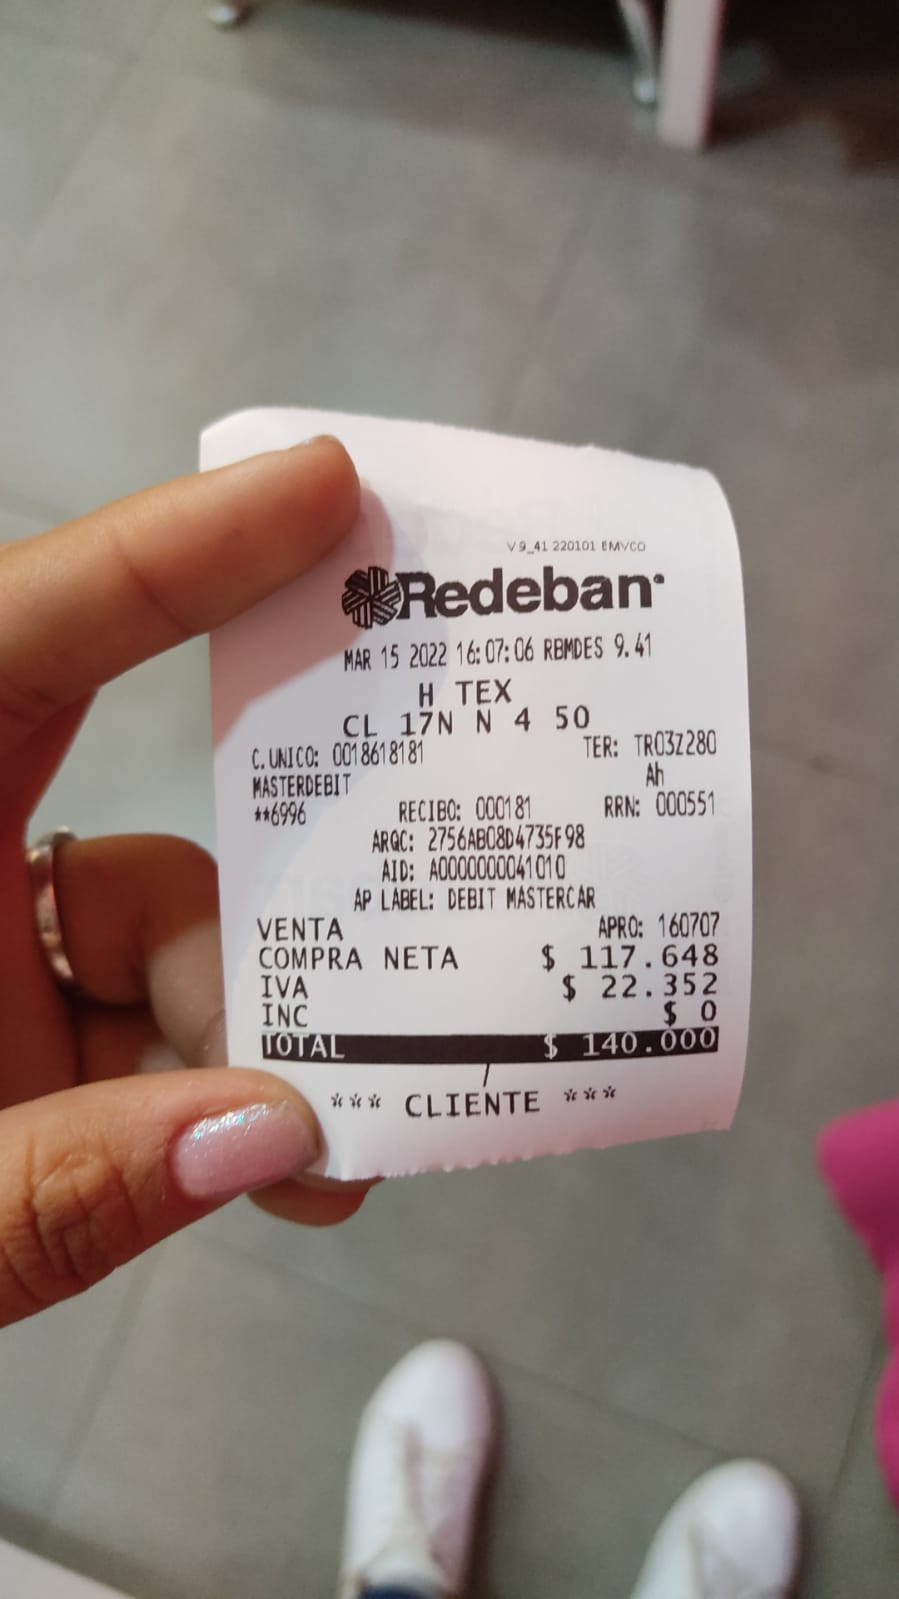 V 9_41 220101 EMVCO
Redeban
MAR 15 2022 16:07:06 RBMDES 9.41
H TEX
CL 17N N 4 50
C.UNICO: 0018618181 TER: TR03Z280
MASTERDEBIT Ah
**6996 RECIBO: 000181 RRN: 000551
ARQC: 2756AB08D4735F98
AID: A0000000041010
AP LABEL: DEBIT MASTERCAR
VENTA APRO: 160707
COMPRA NETA $ 117.648
IVA $ 22.352
INC $ 0
TOTAL $ 140.000
*** CLIENTE ***